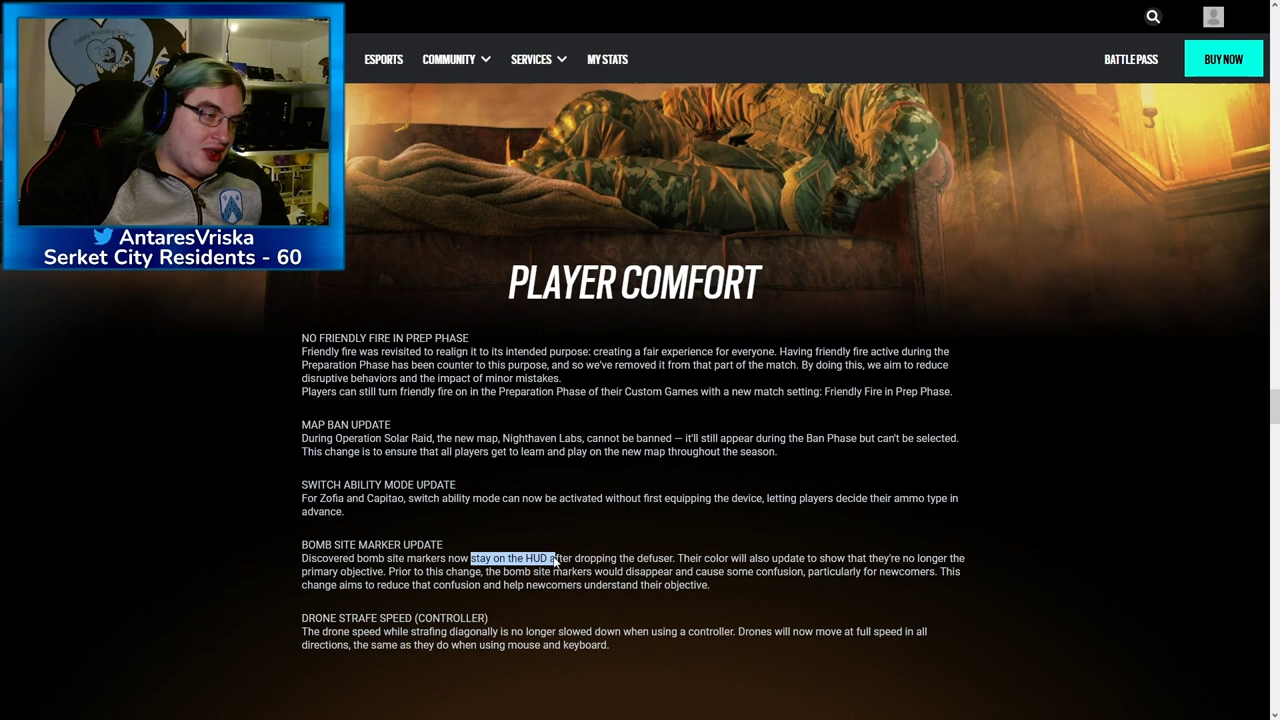 ESPORTS
COMMUNITY
SERVICES
MY STATS
BATTLE PASS
BUY NOW
AntaresVriska
Serket City Residents - 60
PLAYER COMFORT
NO FRIENDLY FIRE IN PREP PHASE
Friendly fire was revisited to realign it to its intended purpose: creating a fair experience for everyone. Having friendly fire active during the
Preparation Phase has been counter to this purpose, and so we've removed it from that part of the match. By doing this, we aim to reduce
disruptive behaviors and the impact of minor mistakes.
Players can still turn friendly fire on in the Preparation Phase of their Custom Games with a new match setting: Friendly Fire in Prep Phase.
MAP BAN UPDATE
During Operation Solar Raid, the new map, Nighthaven Labs, cannot be banned — it'll still appear during the Ban Phase but can't be selected.
This change is to ensure that all players get to learn and play on the new map throughout the season.
SWITCH ABILITY MODE UPDATE
For Zofia and Capitao, switch ability mode can now be activated without first equipping the device, letting players decide their ammo type in
advance.
BOMB SITE MARKER UPDATE
Discovered bomb site markers now stay on the HUD after dropping the defuser. Their color will also update to show that they're no longer the
primary objective. Prior to this change, the bomb site markers would disappear and cause some confusion, particularly for newcomers. This
change aims to reduce that confusion and help newcomers understand their objective.
DRONE STRAFE SPEED (CONTROLLER)
The drone speed while strafing diagonally is no longer slowed down when using a controller. Drones will now move at full speed in all
directions, the same as they do when using mouse and keyboard.